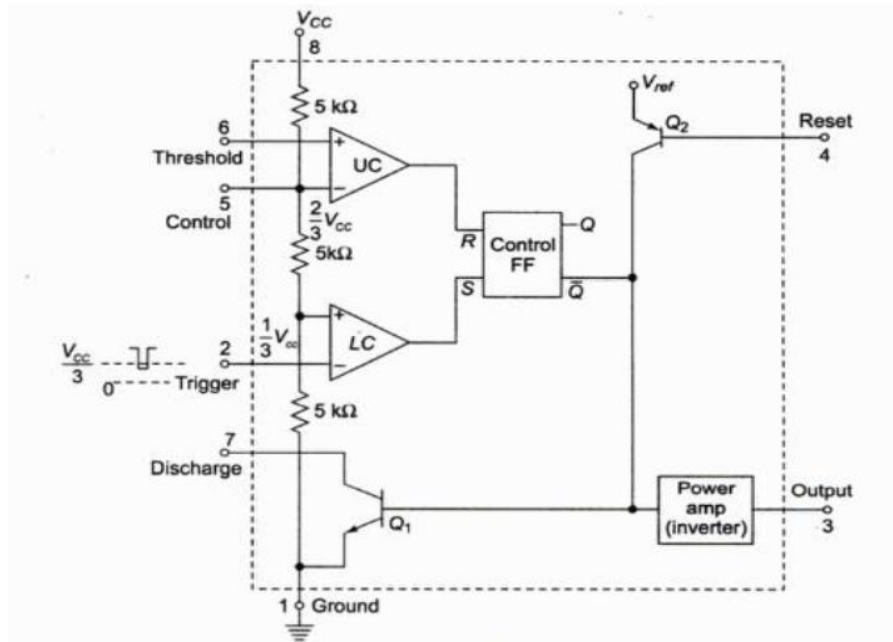 V_CC
8
5 kΩ
V_ref
Q_2
Reset
4
6
Threshold
+
UC
5
−
Control
2/3 V_cc
5kΩ
R
Control
FF
Q
S
Q̄
V_cc/3
2
1/3 V_cc
+
LC
−
0
Trigger
5 kΩ
7
Discharge
Q_1
Power
amp
(inverter)
Output
3
1
Ground